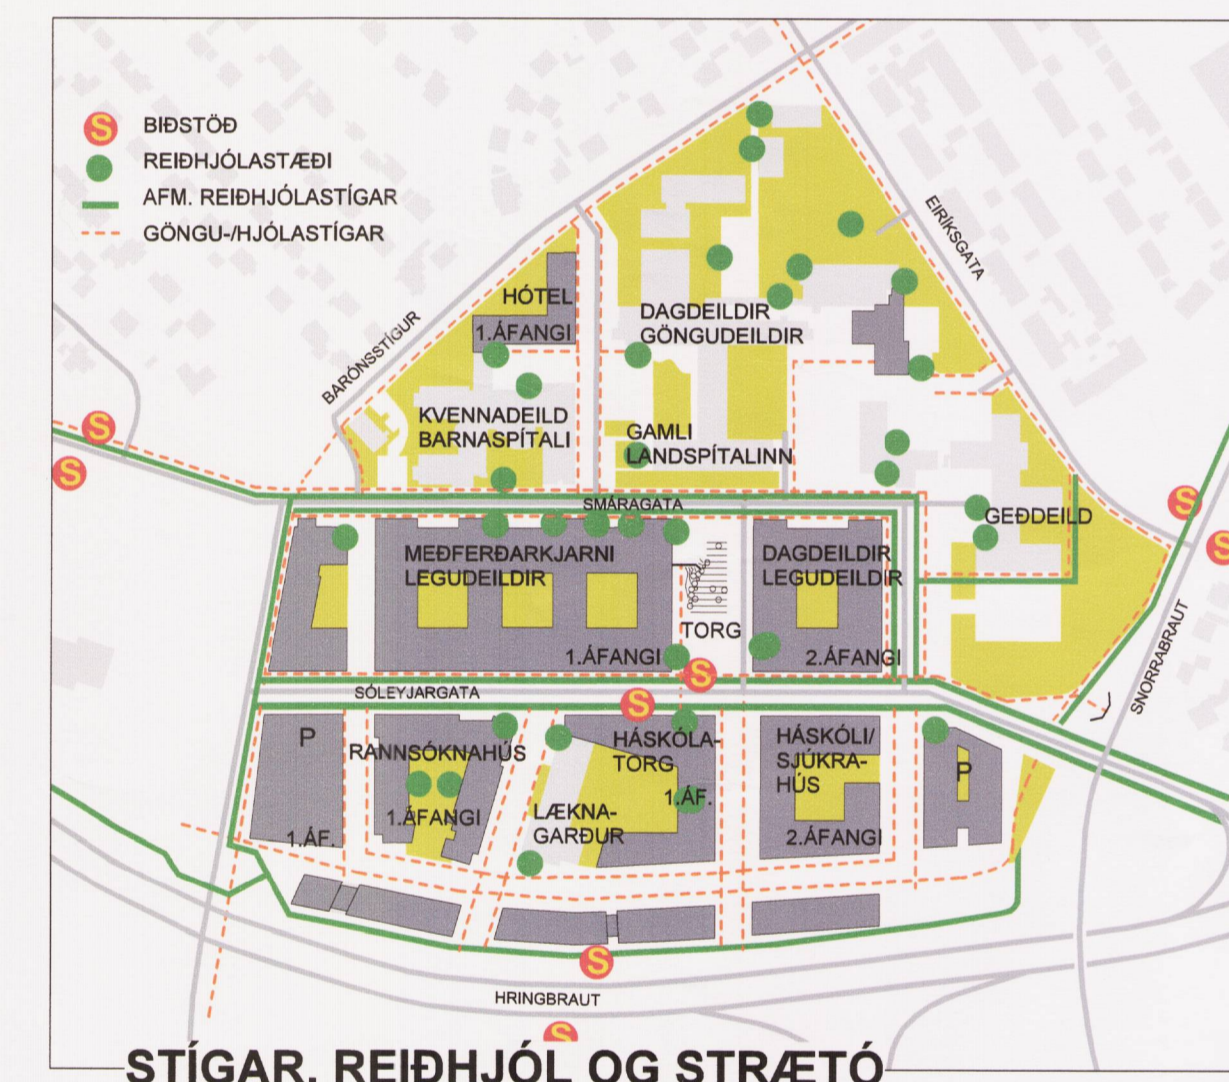 S BIÐSTÖÐ
REIÐHJÓLASTÆÐI
AFM. REIÐHJÓLASTÍGAR
GÖNGU-/HJÓLASTÍGAR
EIRÍKSGATA
BARÓNSSTÍGUR
HÓTEL
1.ÁFANGI
DAGDEILDIR
GÖNGUDEILDIR
KVENNADEILD
BARNASPÍTALI
GAMLI
LANDSPÍTALINN
S
S
SMÁRAGATA
GEÐDEILD
S
S
MEÐFERÐARKJARNI
LEGUDEILDIR
1.ÁFANGI
TORG
DAGDEILDIR
LEGUDEILDIR
2.ÁFANGI
SNORRABRAUT
S
SÓLEYJARGATA
S
P
1.ÁF.
RANNSÓKNAHÚS
1.ÁFANGI
LÆKNA-
GARÐUR
HÁSKÓLA-
TORG
1.ÁF.
HÁSKÓLI/
SJÚKRA-
HÚS
2.ÁFANGI
P
S
HRINGBRAUT
S
STÍGAR, REIÐHJÓL OG STRÆTÓ